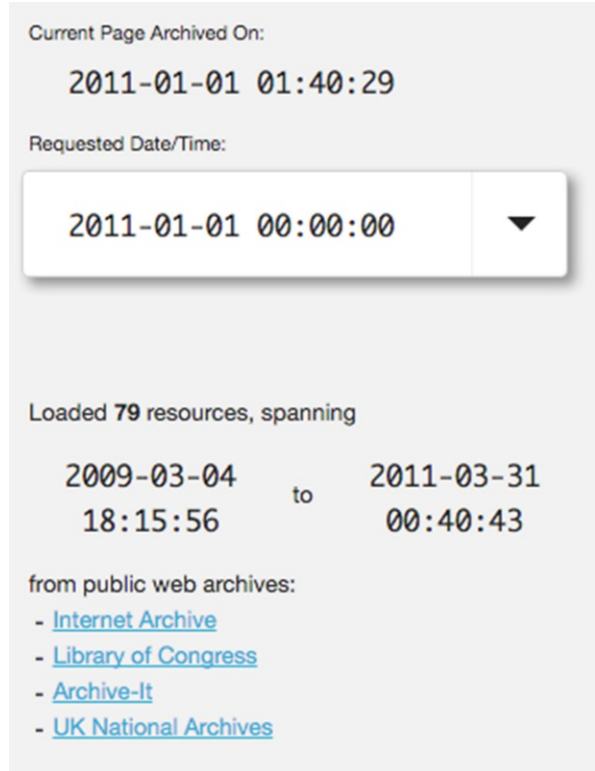 Current Page Archived On:
2011-01-01 01:40:29
Requested Date/Time:
2011-01-01 00:00:00
Loaded 79 resources, spanning
2009-03-04
18:15:56
to
2011-03-31
00:40:43
from public web archives:
- Internet Archive
- Library of Congress
- Archive-It
- UK National Archives